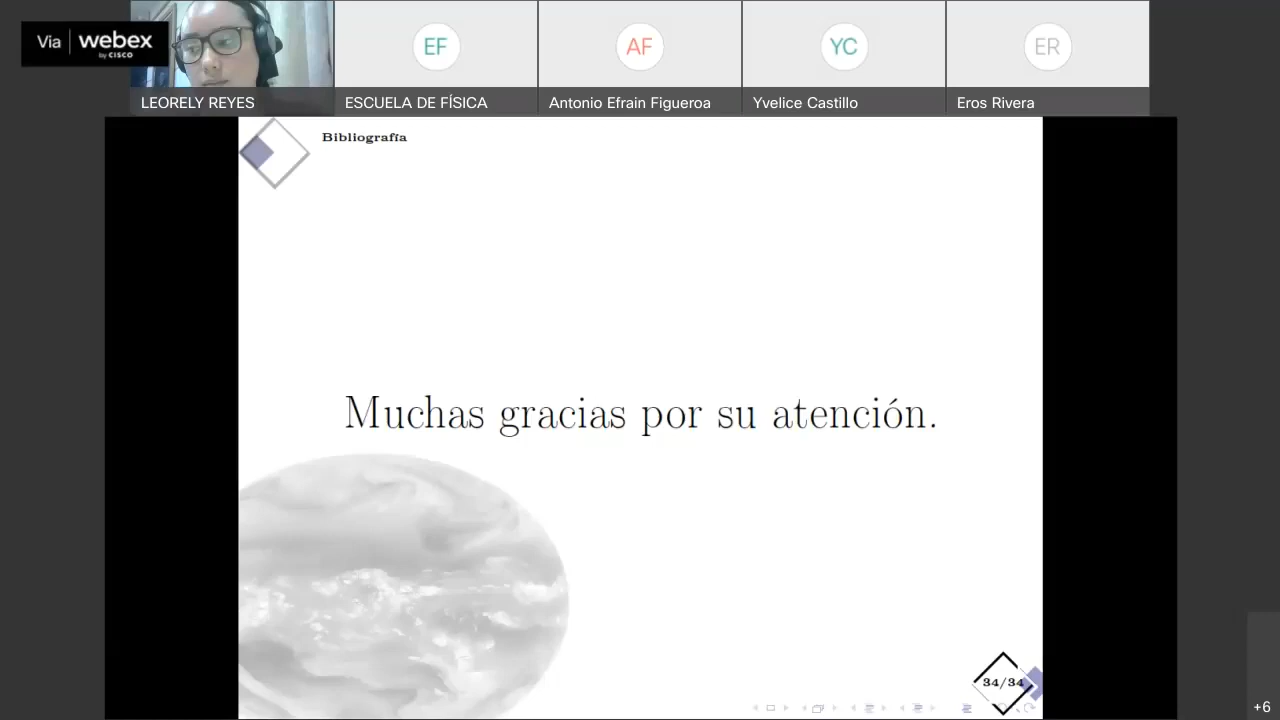 Via webex
by CISCO
EF
AF
YC
ER
LEORELY REYES
ESCUELA DE FÍSICA
Antonio Efrain Figueroa
Yvelice Castillo
Eros Rivera
Bibliografía
Muchas gracias por su atención.
34/34
+6